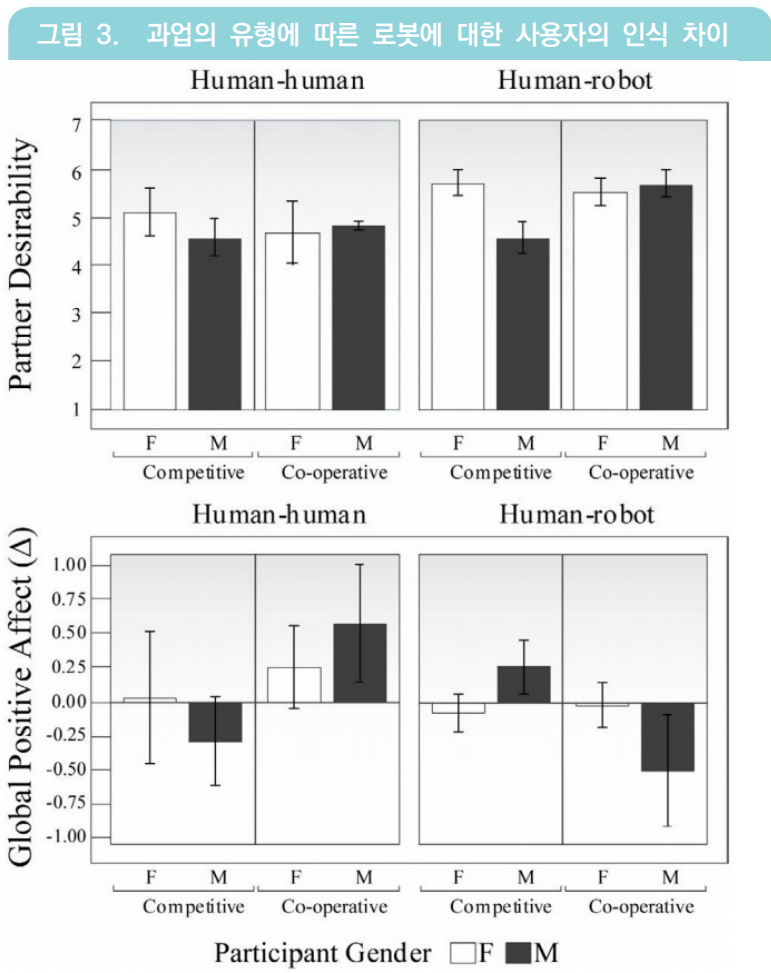 그림 3. 과업의 유형에 따른 로봇에 대한 사용자의 인식 차이
Human-human Human-robot
Partner Desirability
7
6
5
4
3
2
1
F M F M F M F M
Competitive Co-operative Competitive Co-operative
Human-human Human-robot
Global Positive Affect (Δ)
1.00
0.75
0.50
0.25
0.00
-0.25
-0.50
-0.75
-1.00
F M F M F M F M
Competitive Co-operative Competitive Co-operative
Participant Gender F M